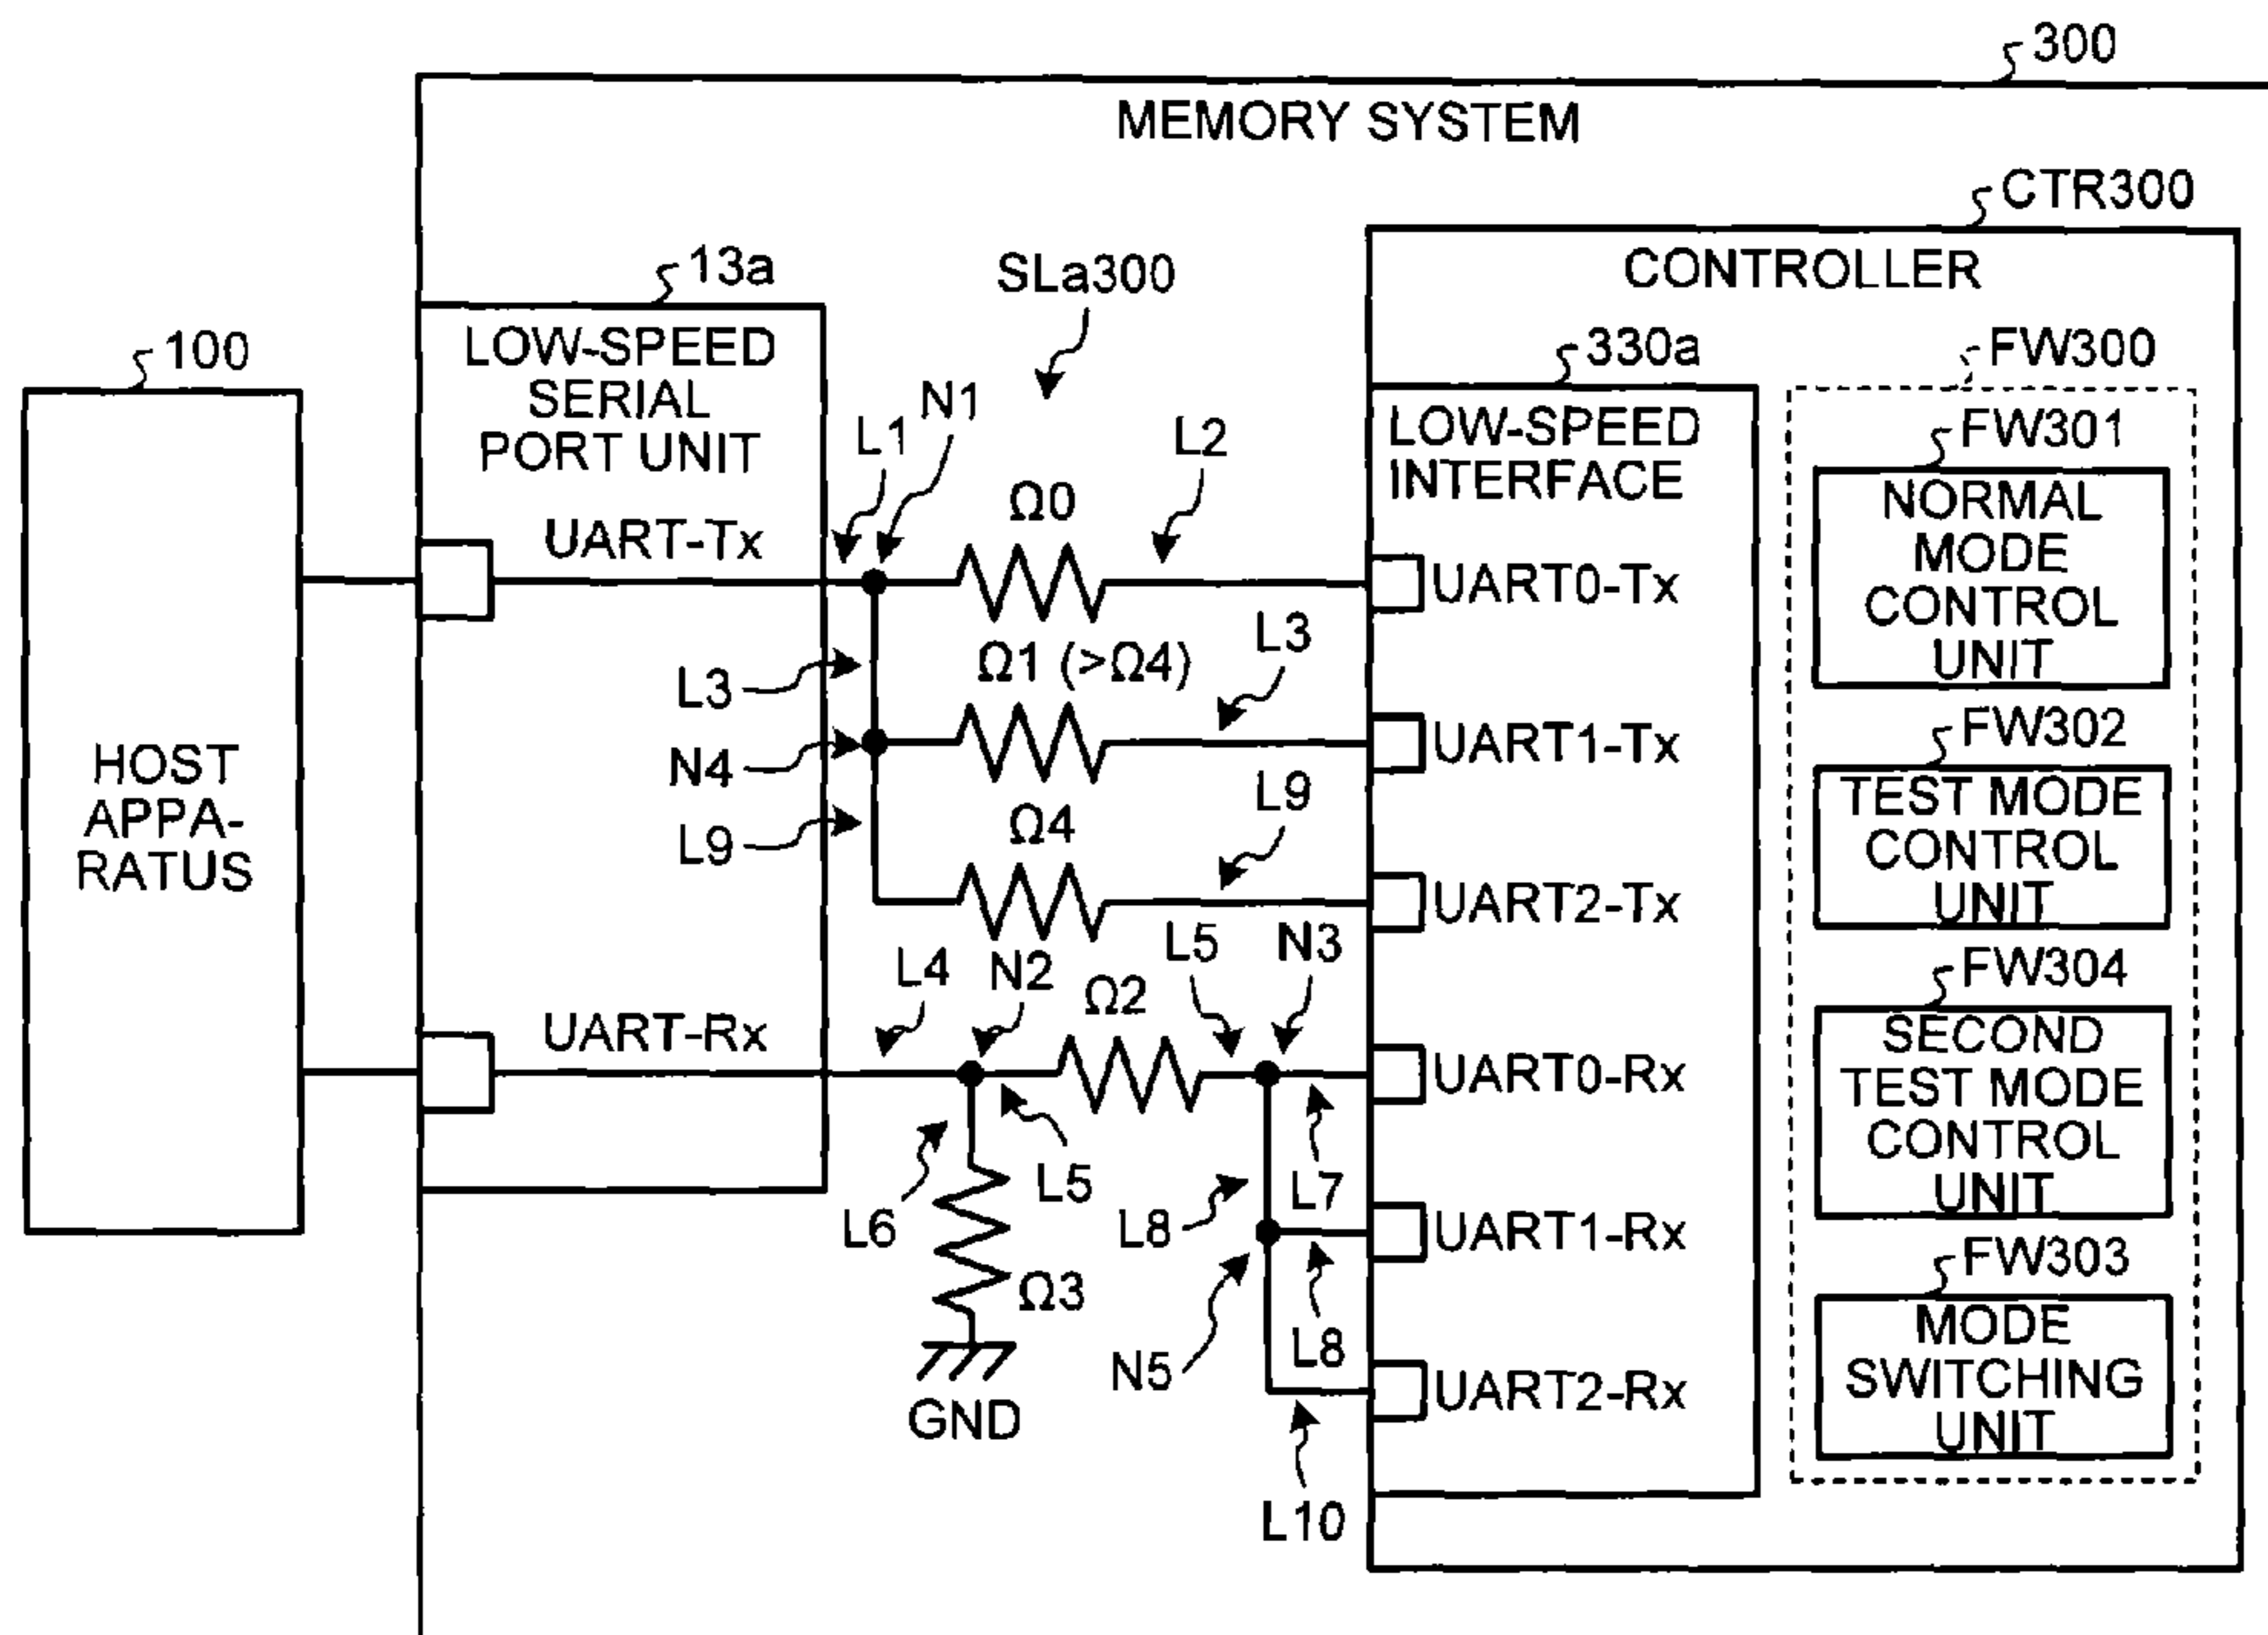 300
MEMORY SYSTEM
CTR300
CONTROLLER
13a
SLa300
LOW-SPEED
SERIAL
PORT UNIT
100
HOST
APPA-
RATUS
330a
LOW-SPEED
INTERFACE
FW300
FW301
NORMAL
MODE
CONTROL
UNIT
FW302
TEST MODE
CONTROL
UNIT
FW304
SECOND
TEST MODE
CONTROL
UNIT
FW303
MODE
SWITCHING
UNIT
L1
N1
L2
Ω0
UART-Tx
UART0-Tx
L3
Ω1 (>Ω4)
L3
N4
UART1-Tx
L9
Ω4
L9
UART2-Tx
L4
N2
Ω2
L5
N3
UART-Rx
UART0-Rx
L6
L5
L8
L7
UART1-Rx
Ω3
N5
L8
UART2-Rx
GND
L10